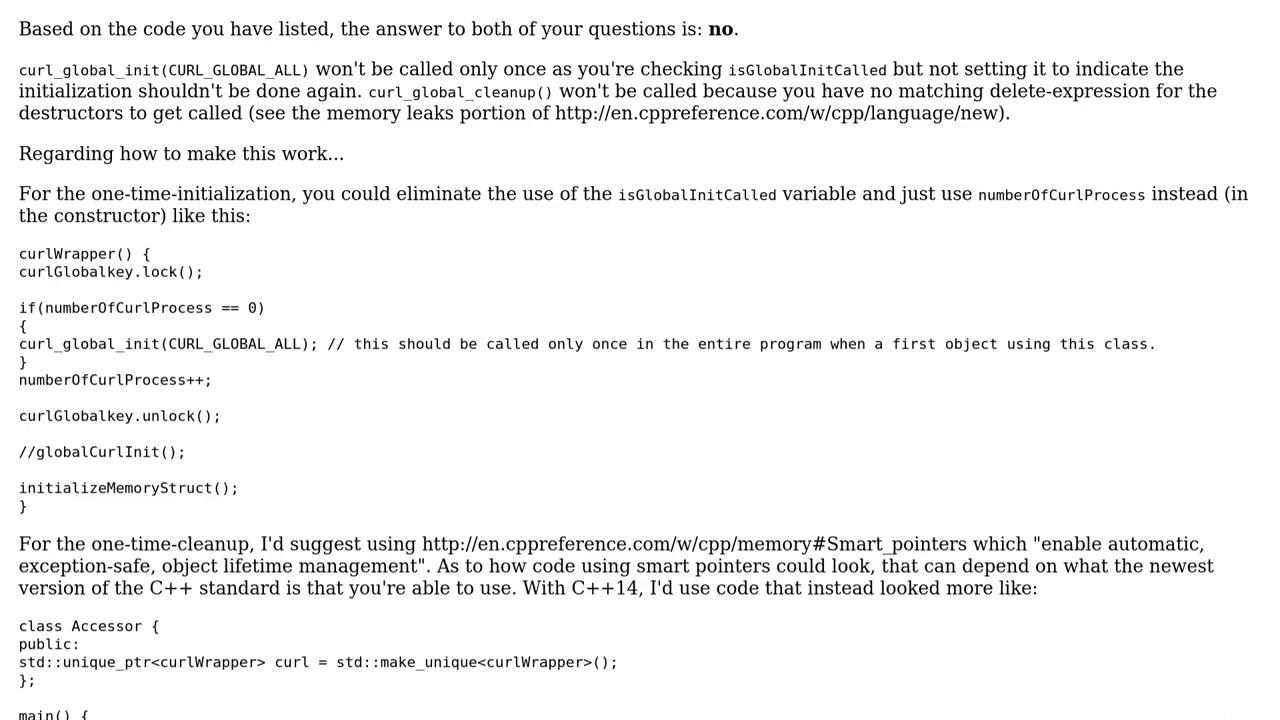 Based on the code you have listed, the answer to both of your questions is: no.
curl_global_init(CURL_GLOBAL_ALL) won't be called only once as you're checking isGlobalInitCalled but not setting it to indicate the
initialization shouldn't be done again. curl_global_cleanup() won't be called because you have no matching delete-expression for the
destructors to get called (see the memory leaks portion of http://en.cppreference.com/w/cpp/language/new).
Regarding how to make this work...
For the one-time-initialization, you could eliminate the use of the isGlobalInitCalled variable and just use numberOfCurlProcess instead (in
the constructor) like this:
curlWrapper() {
curlGlobalkey.lock();
if(numberOfCurlProcess == 0)
{
curl_global_init(CURL_GLOBAL_ALL); // this should be called only once in the entire program when a first object using this class.
}
numberOfCurlProcess++;
curlGlobalkey.unlock();
//globalCurlInit();
initializeMemoryStruct();
}
For the one-time-cleanup, I'd suggest using http://en.cppreference.com/w/cpp/memory#Smart_pointers which "enable automatic,
exception-safe, object lifetime management". As to how code using smart pointers could look, that can depend on what the newest
version of the C++ standard is that you're able to use. With C++14, I'd use code that instead looked more like:
class Accessor {
public:
std::unique_ptr<curlWrapper> curl = std::make_unique<curlWrapper>();
};
main() {